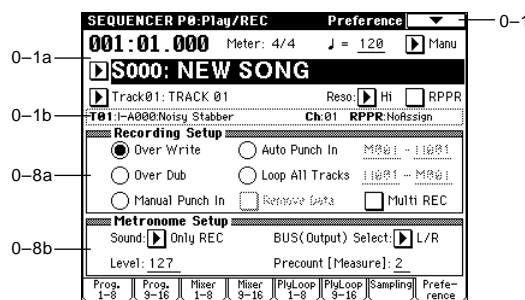 SEQUENCER P0:Play/REC Preference
0-1
001:01.000 Meter: 4/4 ♩ = 120 Manu
0-1a
S000: NEW SONG
Track01: TRACK 01 Reso: Hi RPPR
0-1b
T01:I-A000:Noisy Stabber Ch:01 RPPR:NoAssign
Recording Setup
Over Write Auto Punch In M001 - M001
0-8a
Over Dub Loop All Tracks M001 - M001
Manual Punch In Remove Data Multi REC
Metronome Setup
Sound: Only REC BUS(Output) Select: L/R
0-8b
Level: 127 Precount [Measure]: 2
Prog. 1-8 Prog. 9-16 Mixer 1-8 Mixer 9-16 PlyLoop 1-8 PlyLoop 9-16 Sampling Prefe-rence